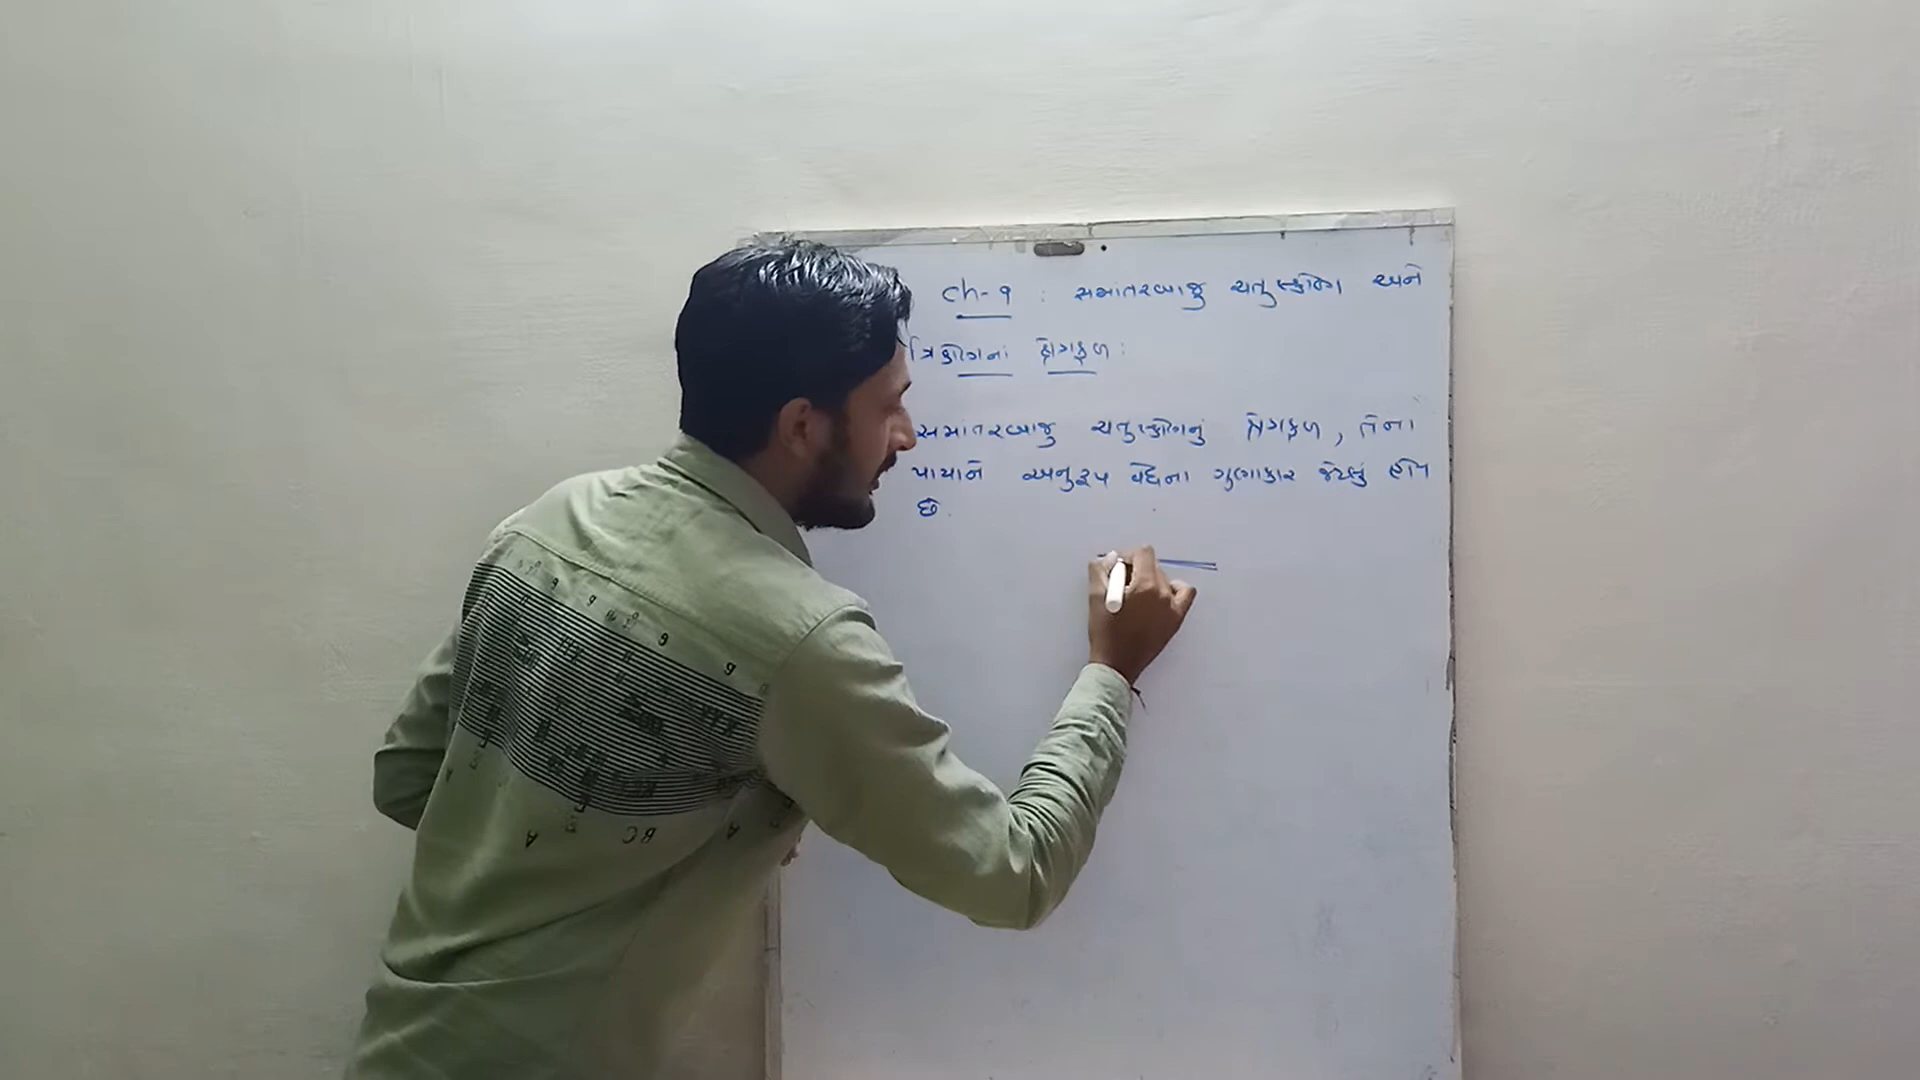 Ch-9 : સમાંતરબાજુ ચતુષ્કોણ અને
ત્રિકોણનાં ક્ષેત્રફળ :
સમાંતરબાજુ ચતુષ્કોણનું ક્ષેત્રફળ, તેના
પાયાને અનુરૂપ વેધના ગુણાકાર જેટલું હોય
છે.